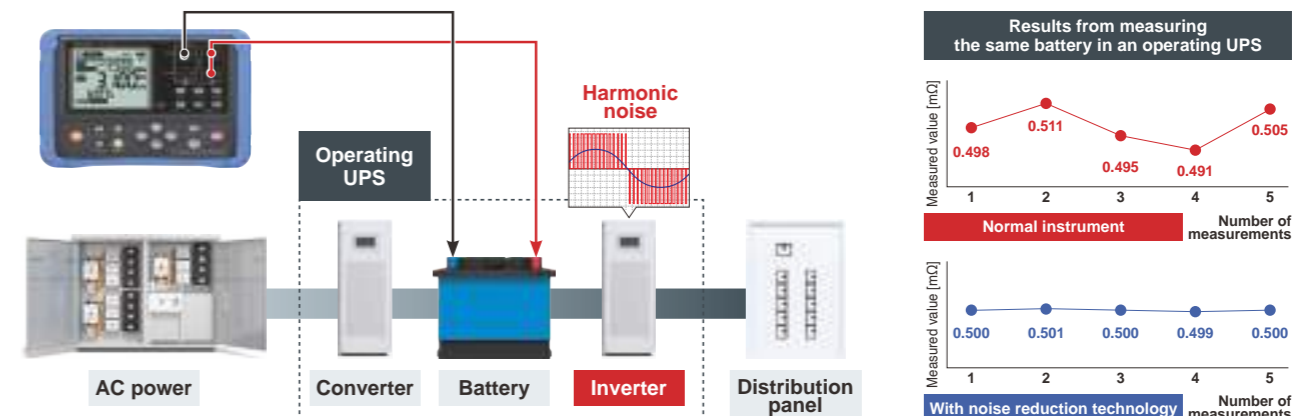 Harmonic
noise
Operating
UPS
AC power
Converter
Battery
Inverter
Distribution
panel
Results from measuring
the same battery in an operating UPS
Measured value [mΩ]
0.498
0.511
0.495
0.491
0.505
1
2
3
4
5
Normal instrument
Number of
measurements
Measured value [mΩ]
0.500
0.501
0.500
0.499
0.500
1
2
3
4
5
With noise reduction technology
Number of
measurements